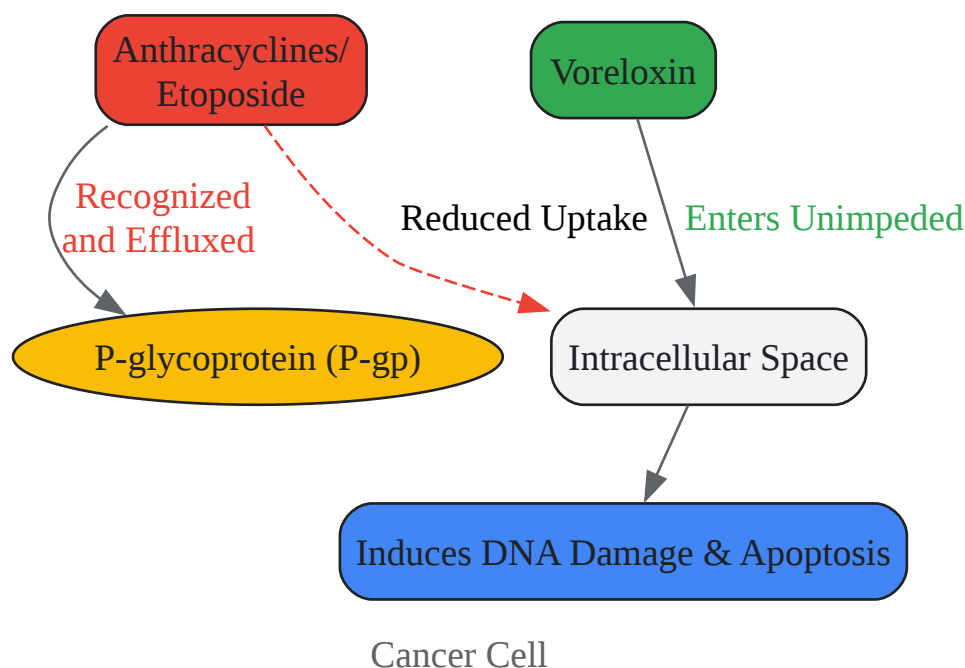 Anthracyclines/
Etoposide
Voreloxin
Recognized
and Effluxed
Reduced Uptake
Enters Unimpeded
P-glycoprotein (P-gp)
Intracellular Space
Induces DNA Damage & Apoptosis
Cancer Cell